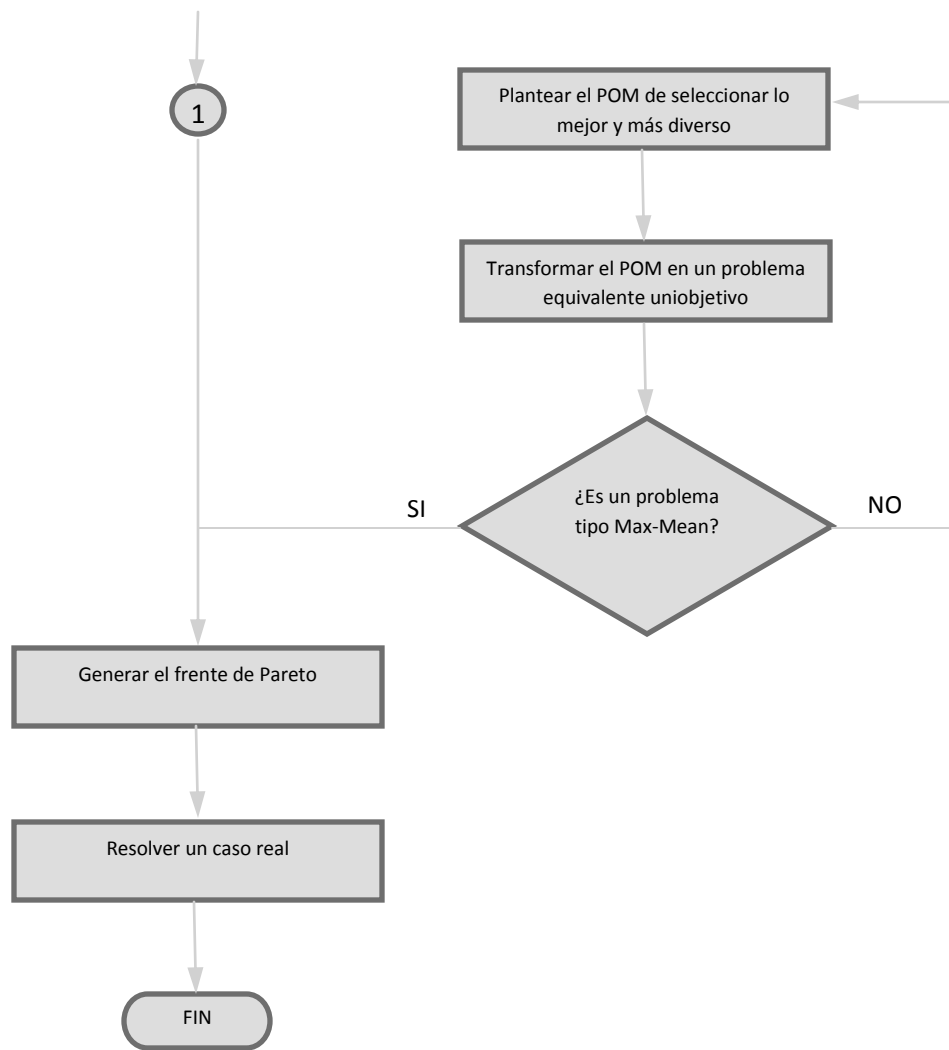 1
Plantear el POM de seleccionar lo
mejor y más diverso
Transformar el POM en un problema
equivalente uniobjetivo
¿Es un problema
tipo Max-Mean?
SI
NO
Generar el frente de Pareto
Resolver un caso real
FIN